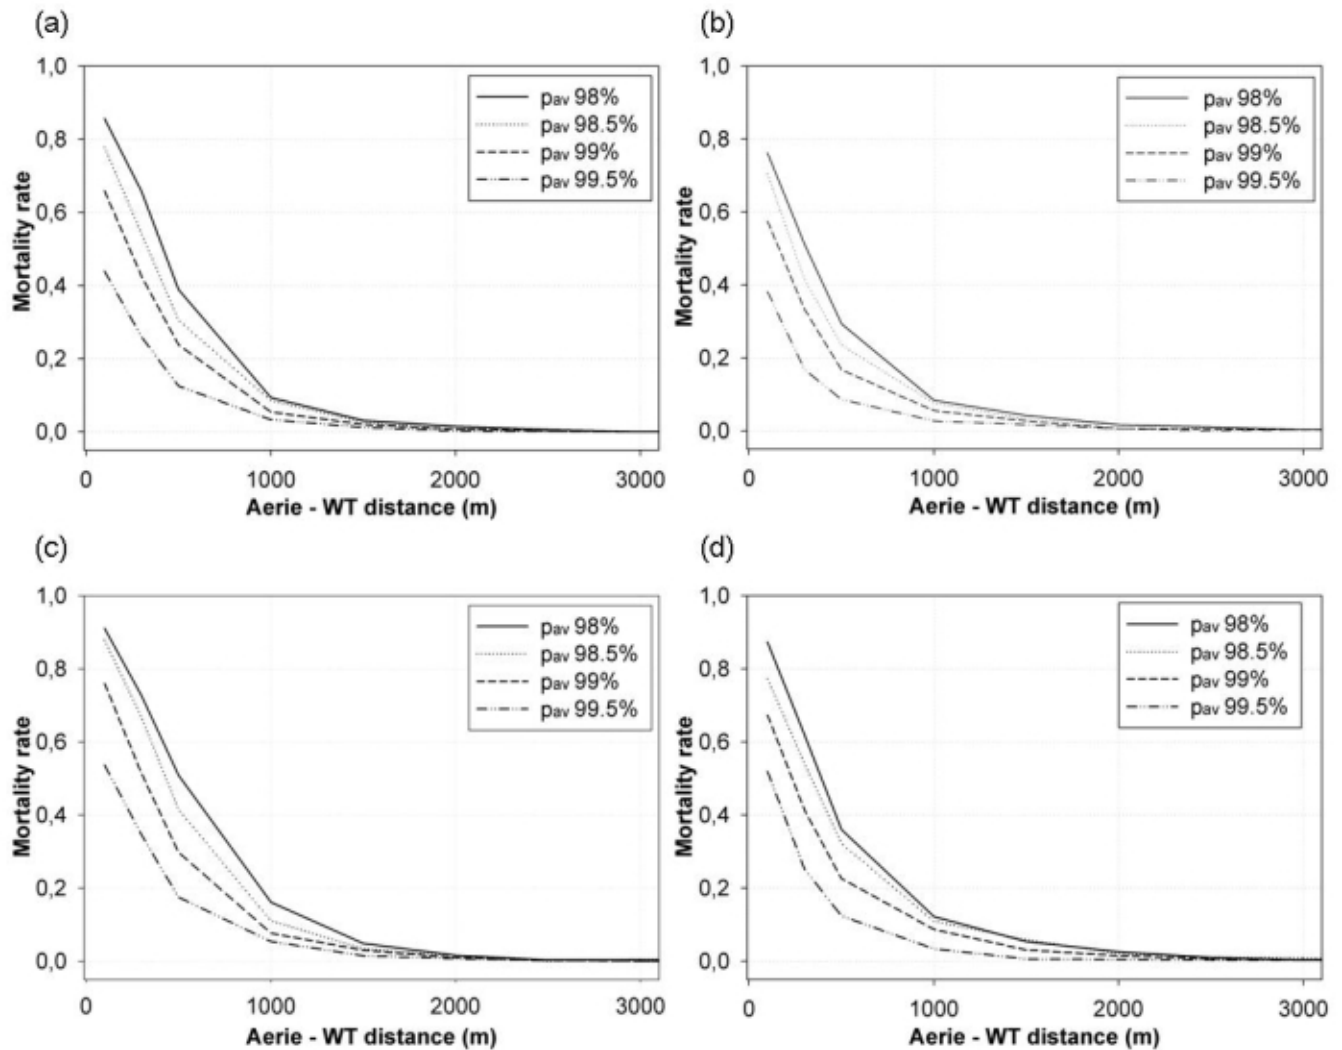 (a)
1,0
0,8
0,6
0,4
0,2
0,0
Mortality rate
pav 98%
pav 98.5%
pav 99%
pav 99.5%
0 1000 2000 3000
Aerie - WT distance (m)
(b)
1,0
0,8
0,6
0,4
0,2
0,0
Mortality rate
pav 98%
pav 98.5%
pav 99%
pav 99.5%
0 1000 2000 3000
Aerie - WT distance (m)
(c)
1,0
0,8
0,6
0,4
0,2
0,0
Mortality rate
pav 98%
pav 98.5%
pav 99%
pav 99.5%
0 1000 2000 3000
Aerie - WT distance (m)
(d)
1,0
0,8
0,6
0,4
0,2
0,0
Mortality rate
pav 98%
pav 98.5%
pav 99%
pav 99.5%
0 1000 2000 3000
Aerie - WT distance (m)